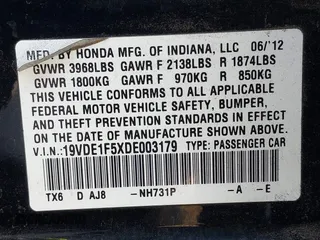 MFD. BY HONDA MFG. OF INDIANA, LLC 06/'12
GVWR 3968LBS GAWR F 2138LBS R 1874LBS
GVWR 1800KG GAWR F 970KG R 850KG
THIS VEHICLE CONFORMS TO ALL APPLICABLE
FEDERAL MOTOR VEHICLE SAFETY, BUMPER,
AND THEFT PREVENTION STANDARDS IN EFFECT
ON THE DATE OF MANUFACTURE SHOWN ABOVE.
V.I.N.:19VDE1F5XDE003179 TYPE: PASSENGER CAR
TX6 D AJ8 -NH731P -A -E